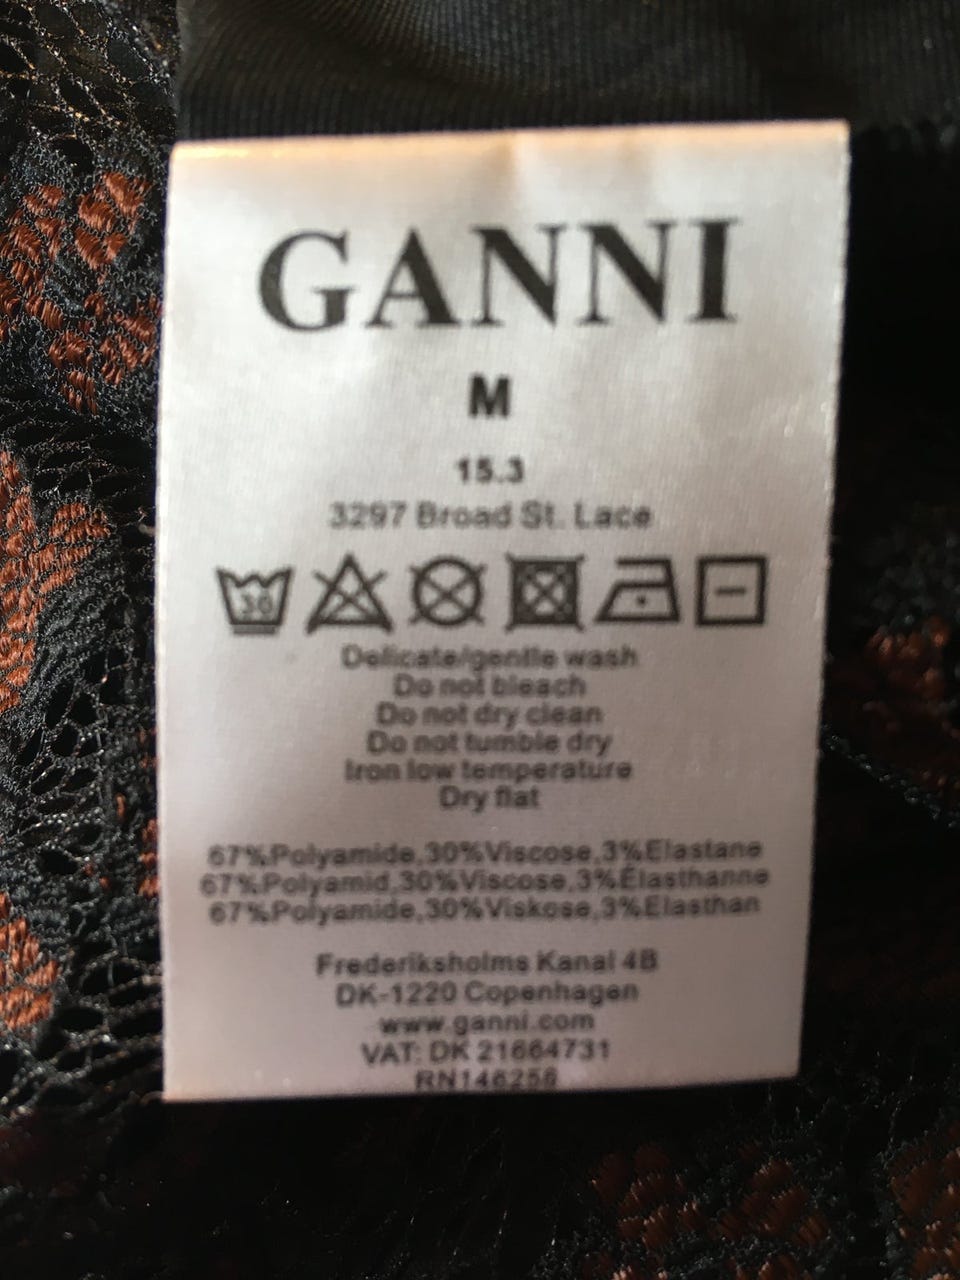 GANNI
M
15.3
3297 Broad St. Lace
30
Delicate/gentle wash
Do not bleach
Do not dry clean
Do not tumble dry
Iron low temperature
Dry flat
67%Polyamide,30%Viscose,3%Elastane
67%Polyamid,30%Viscose,3%Élasthanne
67%Polyamide,30%Viskose,3%Elasthan
Frederiksholms Kanal 4B
DK-1220 Copenhagen
www.ganni.com
VAT: DK 21664731
RN146256